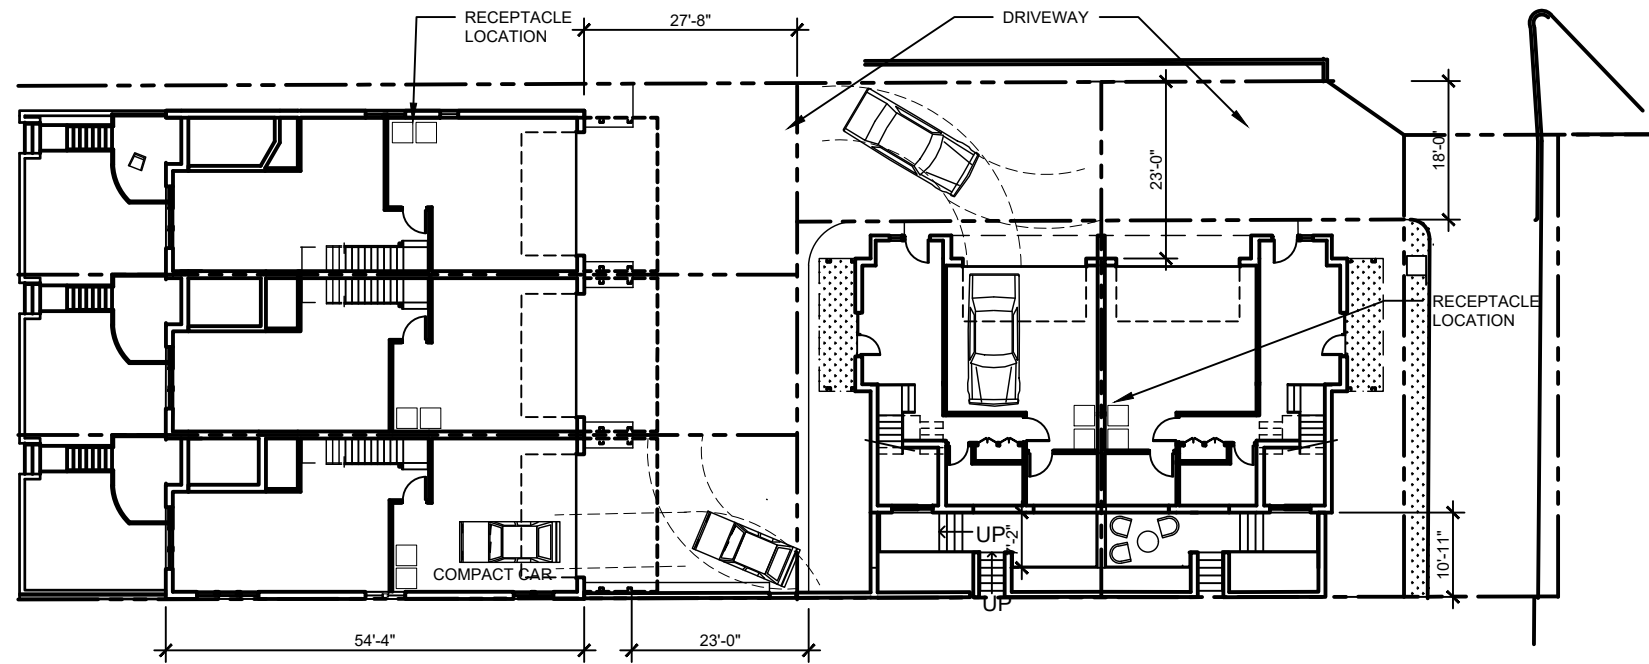 RECEPTACLE
LOCATION
27'-8"
DRIVEWAY
23'-0"
18'-0"
RECEPTACLE
LOCATION
UP
COMPACT CAR
10'-11"
UP
54'-4"
23'-0"